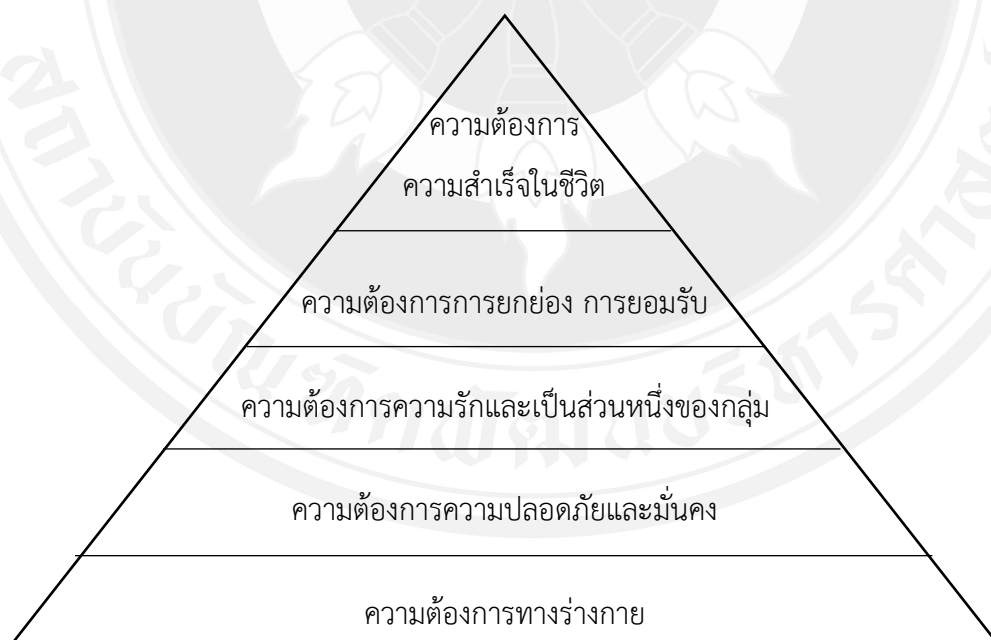 ความต้องการ
ความสำเร็จในชีวิต
ความต้องการการยกย่อง การยอมรับ
ความต้องการความรักและเป็นส่วนหนึ่งของกลุ่ม
ความต้องการความปลอดภัยและมั่นคง
ความต้องการทางร่างกาย